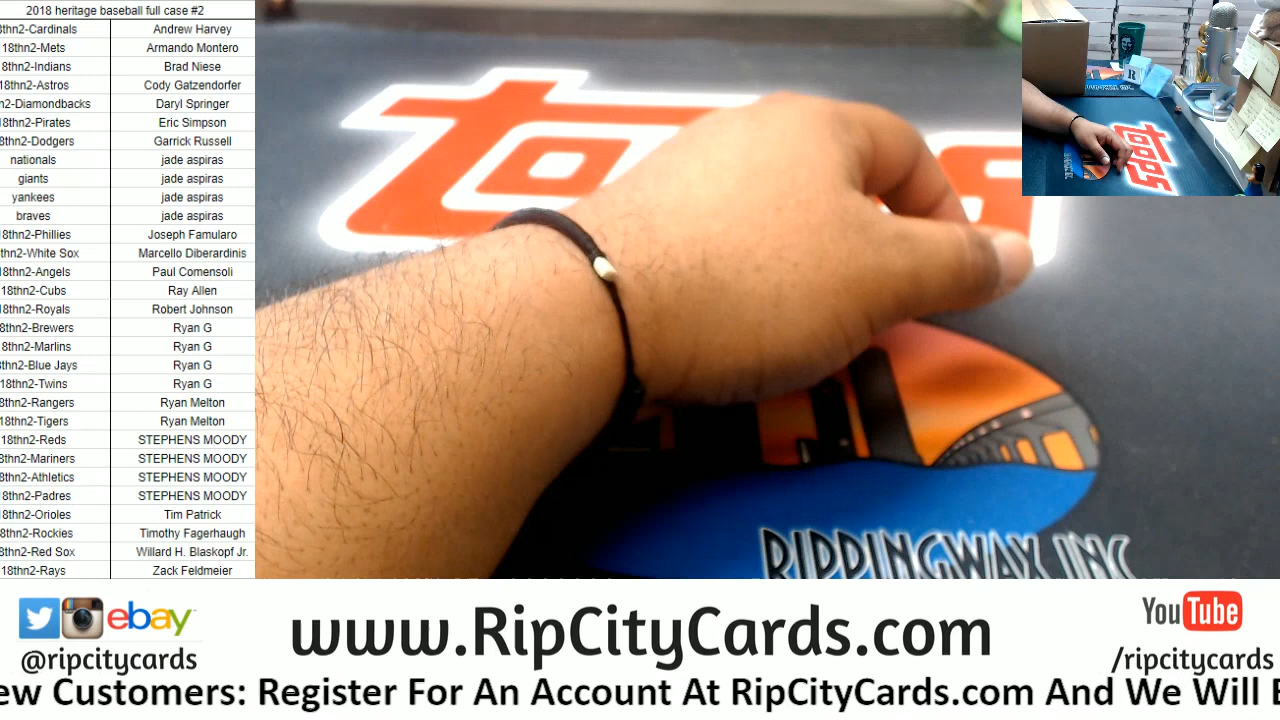 2018 heritage baseball full case #2
8thn2-Cardinals Andrew Harvey
18thn2-Mets Armando Montero
8thn2-Indians Brad Niese
18thn2-Astros Cody Gatzendorfer
n2-Diamondbacks Daryl Springer
18thn2-Pirates Eric Simpson
8thn2-Dodgers Garrick Russell
nationals jade aspiras
giants jade aspiras
yankees jade aspiras
braves jade aspiras
8thn2-Phillies Joseph Famularo
thn2-White Sox Marcello Diberardinis
8thn2-Angels Paul Comensoli
18thn2-Cubs Ray Allen
18thn2-Royals Robert Johnson
8thn2-Brewers Ryan G
8thn2-Marlins Ryan G
8thn2-Blue Jays Ryan G
18thn2-Twins Ryan G
8thn2-Rangers Ryan Melton
18thn2-Tigers Ryan Melton
18thn2-Reds STEPHENS MOODY
8thn2-Mariners STEPHENS MOODY
8thn2-Athletics STEPHENS MOODY
8thn2-Padres STEPHENS MOODY
18thn2-Orioles Tim Patrick
8thn2-Rockies Timothy Fagerhaugh
8thn2-Red Sox Willard H. Blaskopf Jr.
18thn2-Rays Zack Feldmeier
topps
RIPPINGWAX INC
ebay
@ripcitycards
www.RipCityCards.com
YouTube
/ripcitycards
ew Customers: Register For An Account At RipCityCards.com And We Will E